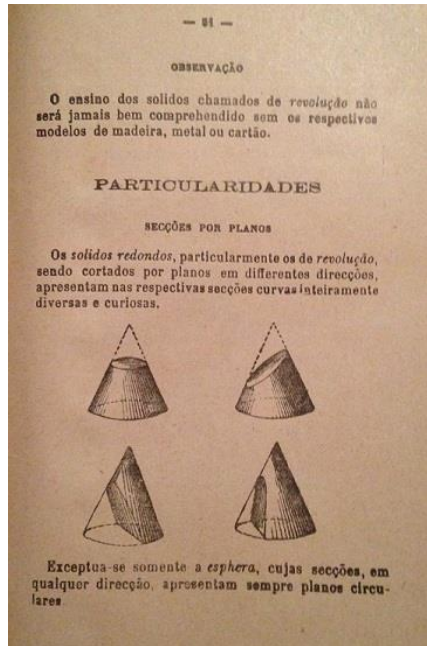 — 91 —
OBSERVAÇÃO
O ensino dos solidos chamados de revolução não
será jamais bem comprehendido sem os respectivos
modelos de madeira, metal ou cartão.
PARTICULARIDADES
SECÇÕES POR PLANOS
Os solidos redondos, particularmente os de revolução,
sendo cortados por planos em differentes direcções,
apresentam nas respectivas secções curvas inteiramente
diversas e curiosas.
Exceptua-se somente a esphera, cujas secções, em
qualquer direcção, apresentam sempre planos circu-
lares